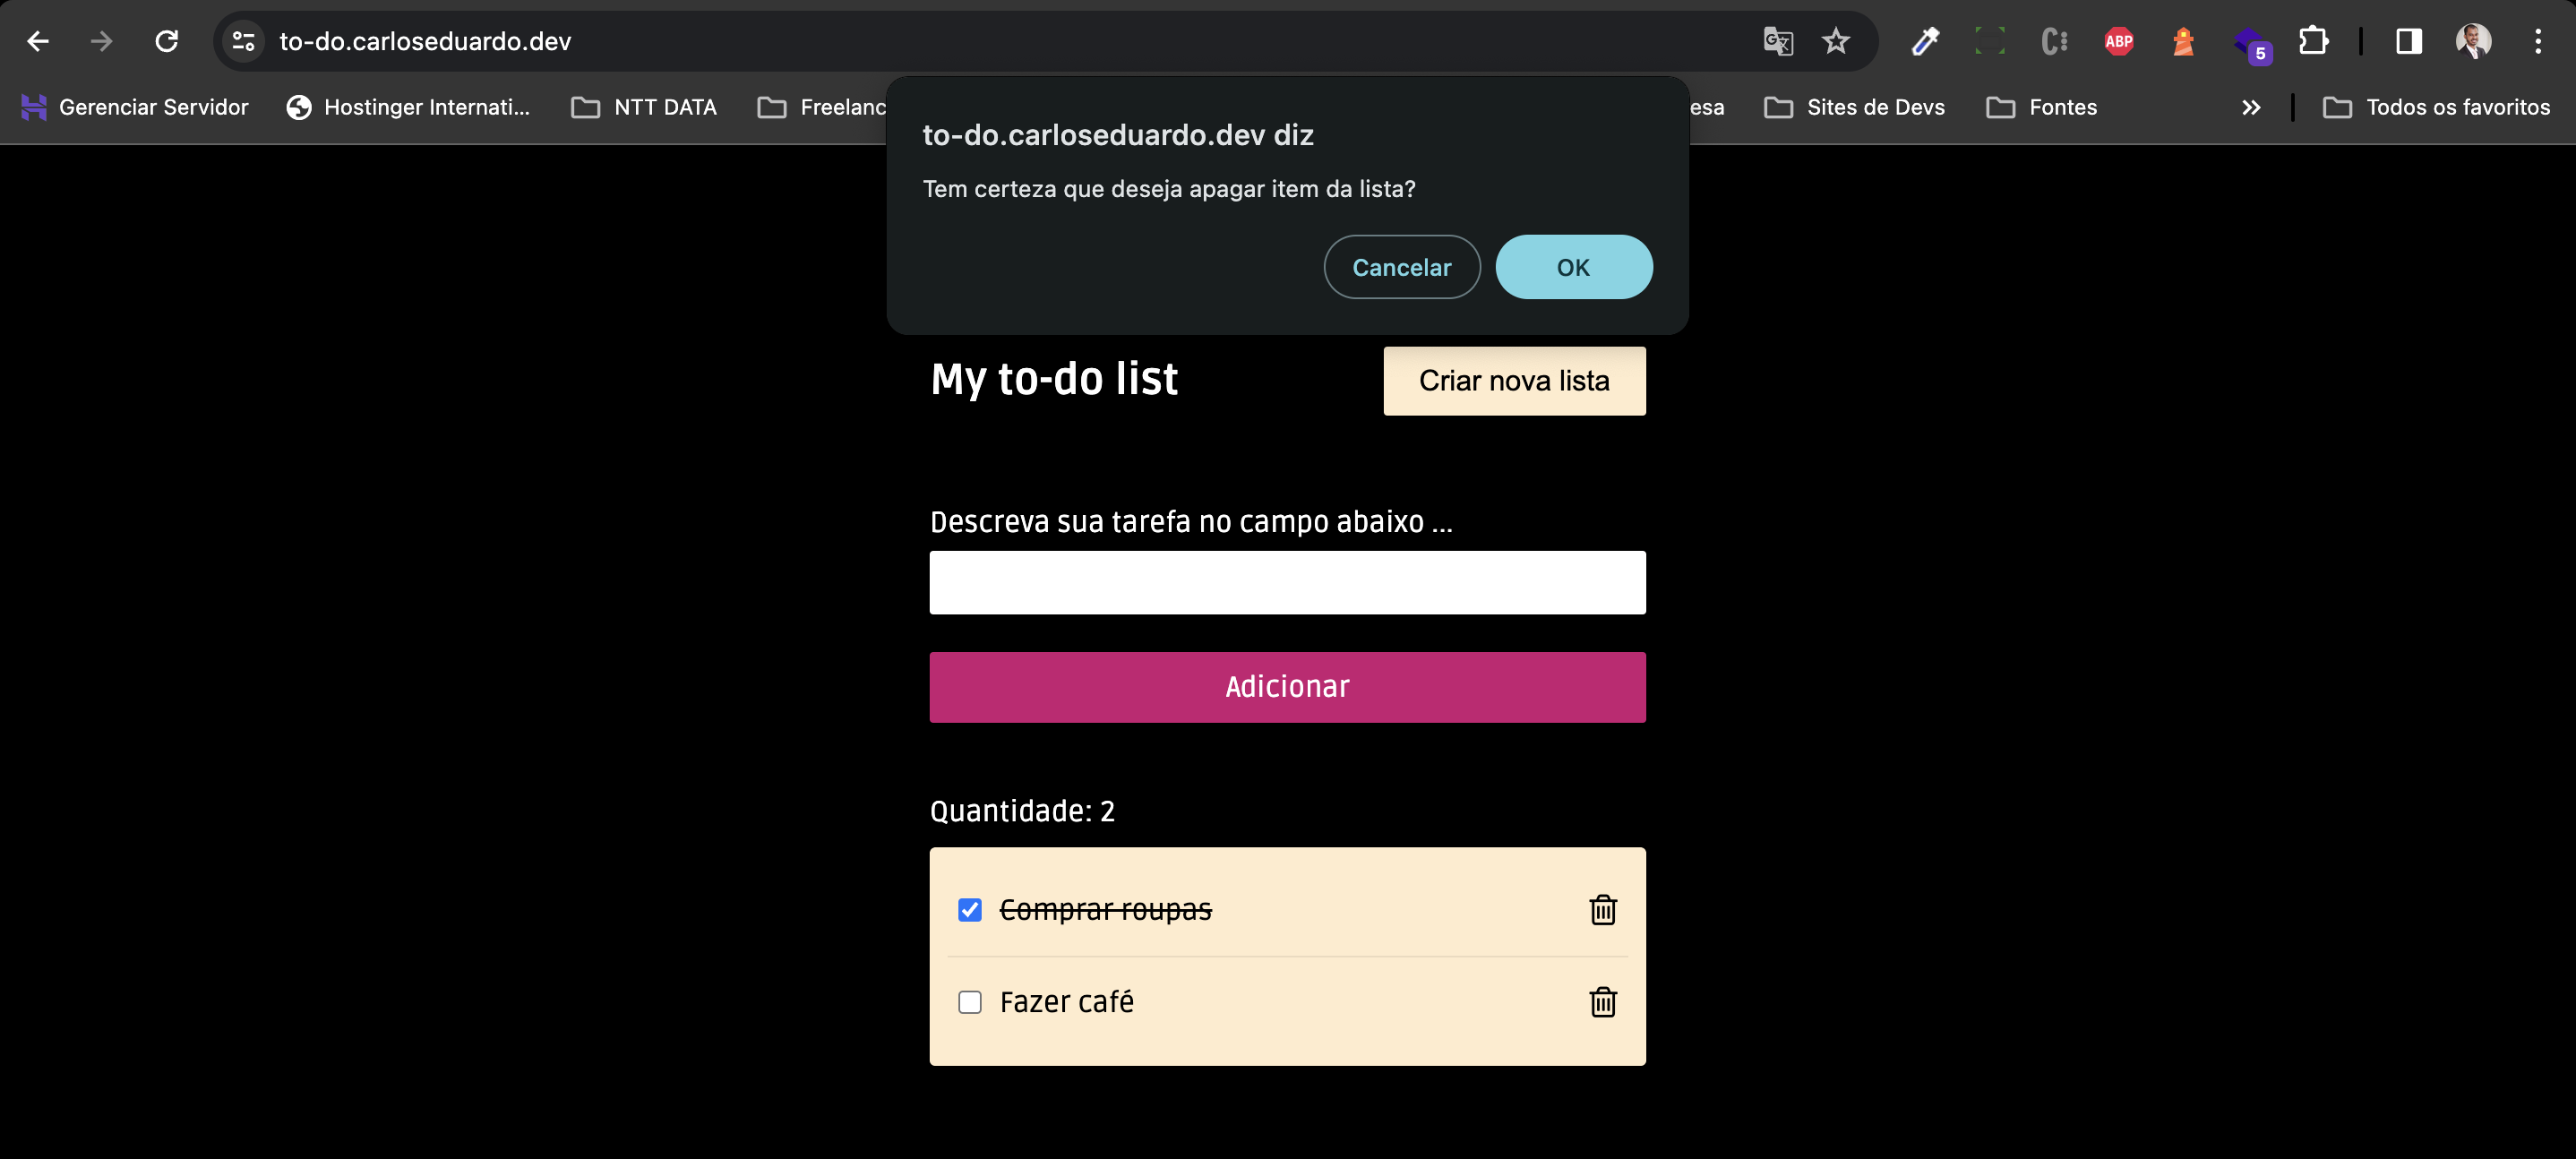 to-do.carloseduardo.dev
ABP
5
Gerenciar Servidor
Hostinger Internati...
NTT DATA
Freelanc
esa
Sites de Devs
Fontes
Todos os favoritos
to-do.carloseduardo.dev diz
Tem certeza que deseja apagar item da lista?
Cancelar
OK
My to-do list
Criar nova lista
Descreva sua tarefa no campo abaixo ...
Adicionar
Quantidade: 2
Comprar roupas
Fazer café